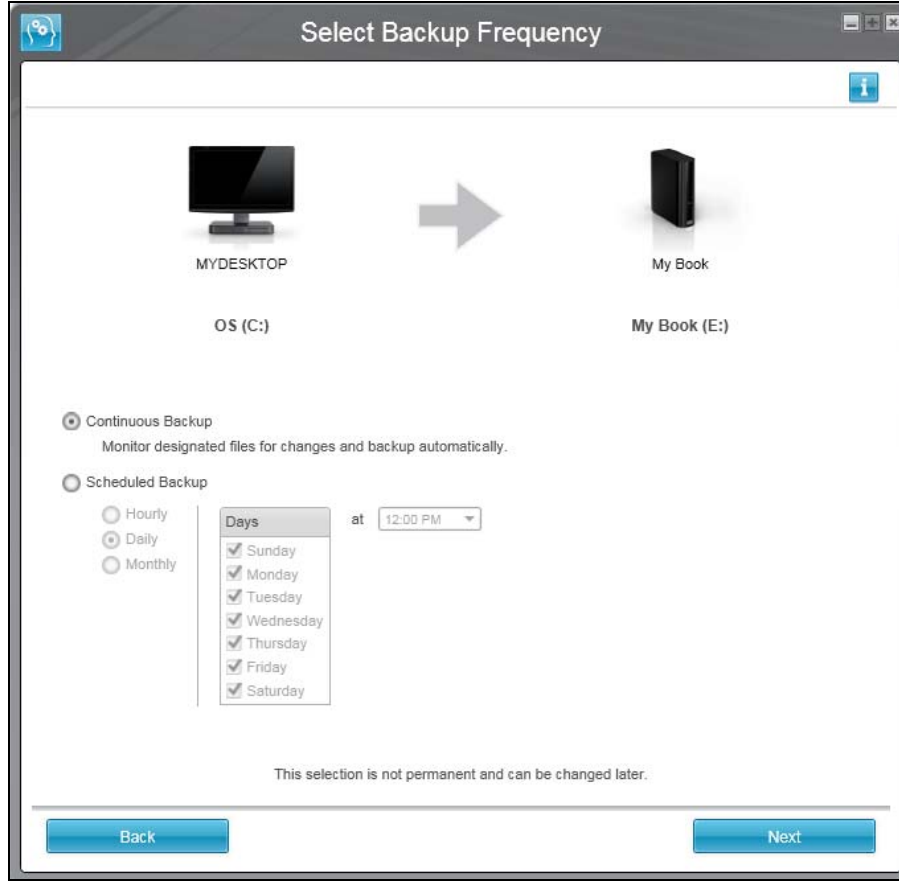 Select Backup Frequency
i
MYDESKTOP
My Book
OS (C:)
My Book (E:)
Continuous Backup
Monitor designated files for changes and backup automatically.
Scheduled Backup
Hourly
Daily
Monthly
Days
Sunday
Monday
Tuesday
Wednesday
Thursday
Friday
Saturday
at 12:00 PM
This selection is not permanent and can be changed later.
Back
Next